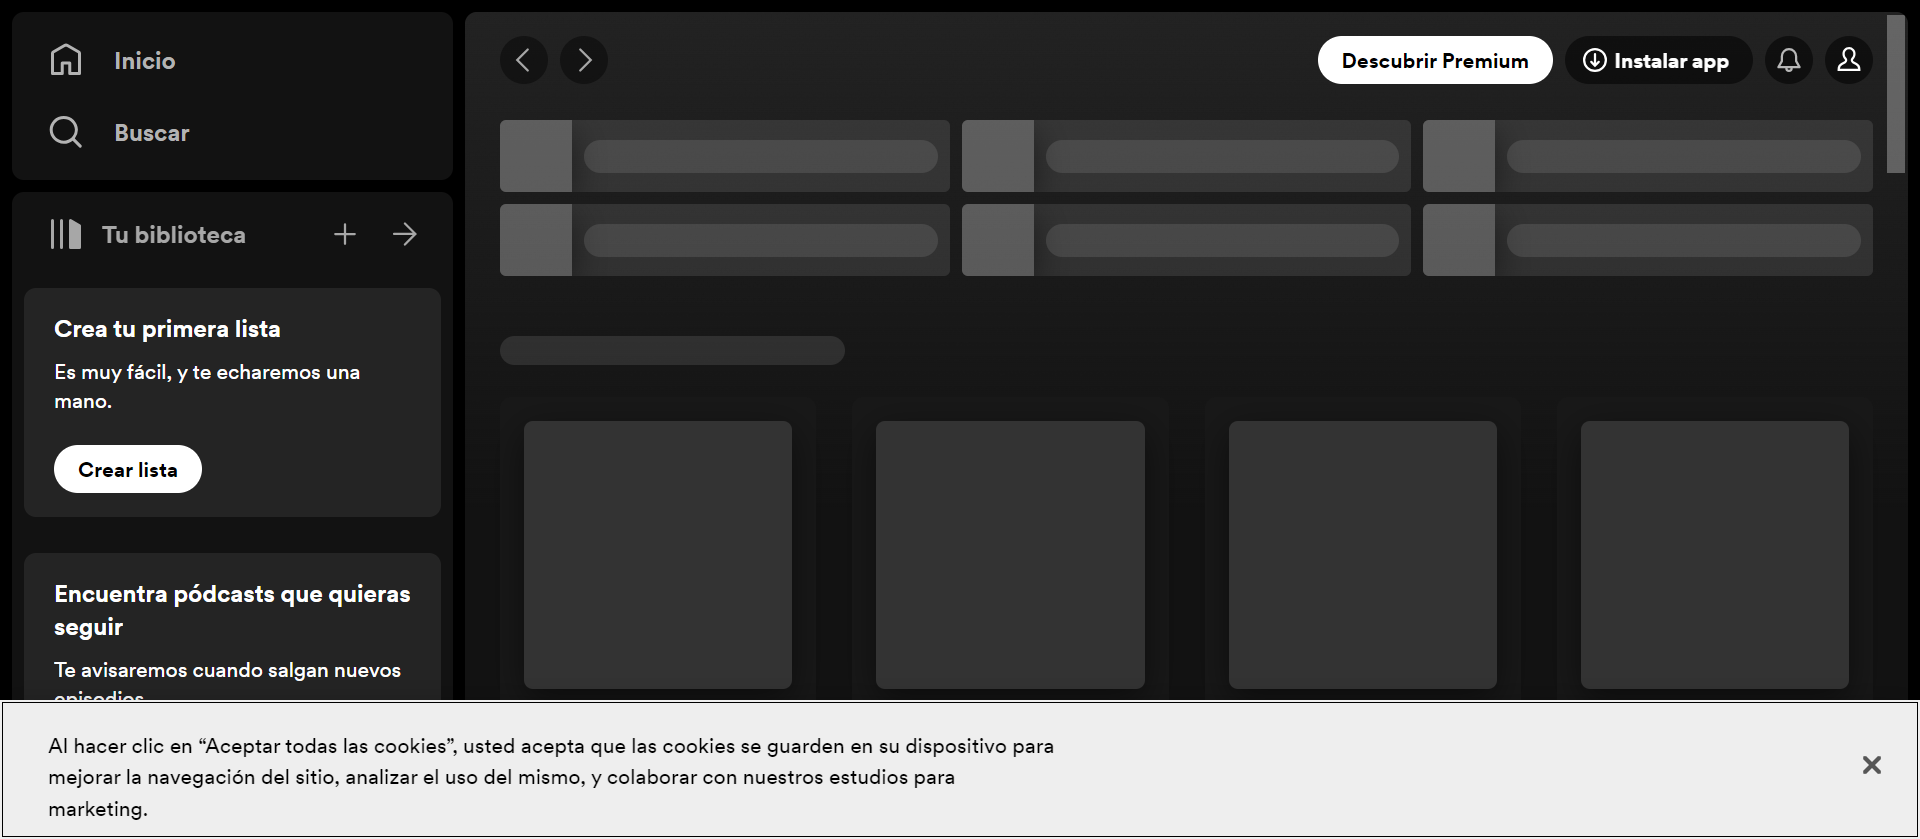 Inicio
Buscar
Tu biblioteca
Crea tu primera lista
Es muy fácil, y te echaremos una
mano.
Crear lista
Encuentra pódcasts que quieras
seguir
Te avisaremos cuando salgan nuevos
episodios
Descubrir Premium
Instalar app
Al hacer clic en “Aceptar todas las cookies”, usted acepta que las cookies se guarden en su dispositivo para
mejorar la navegación del sitio, analizar el uso del mismo, y colaborar con nuestros estudios para
marketing.